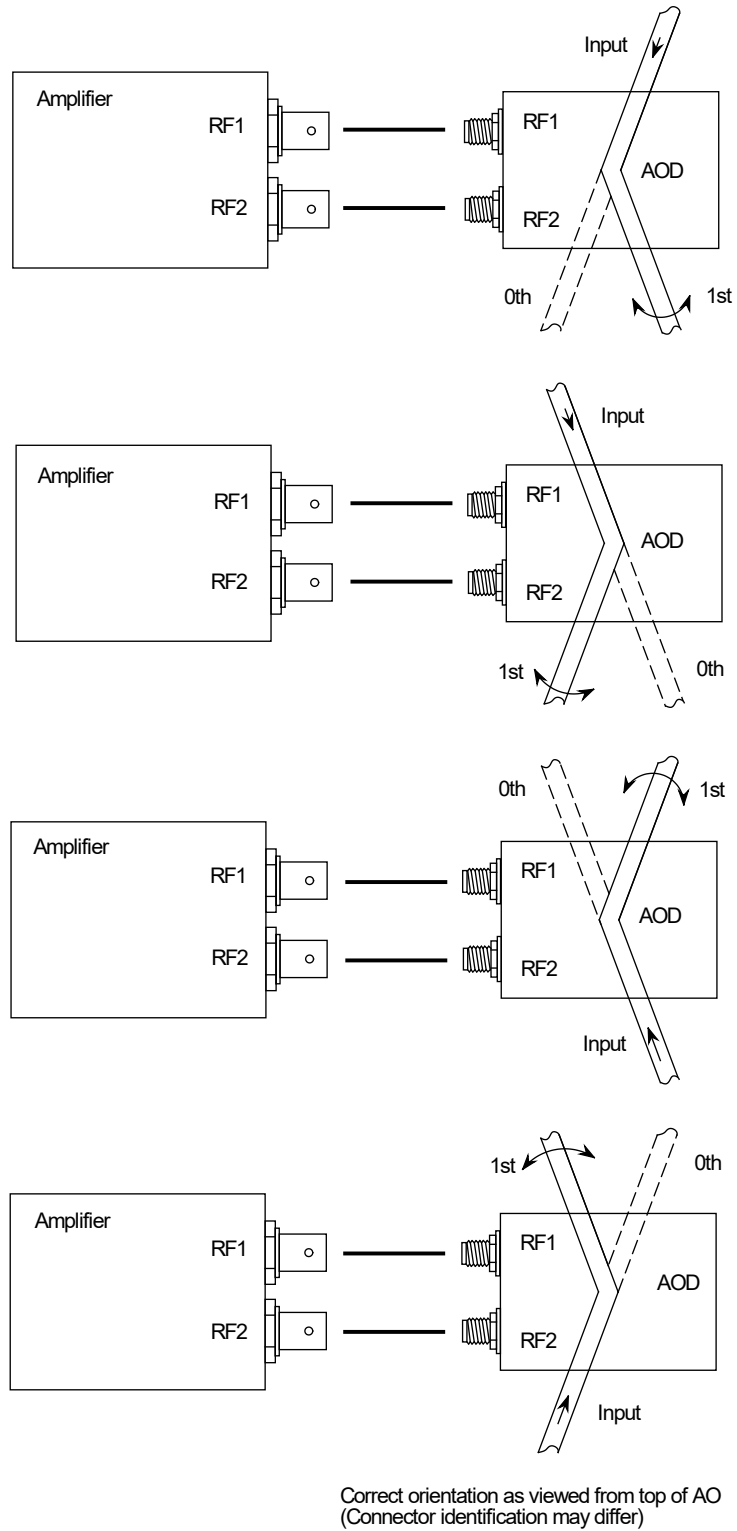 Input
Amplifier
RF1
RF1
AOD
RF2
RF2
0th
1st
Input
Amplifier
RF1
RF1
AOD
RF2
RF2
1st
0th
0th
1st
Amplifier
RF1
RF1
AOD
RF2
RF2
Input
1st
0th
Amplifier
RF1
RF1
AOD
RF2
RF2
Input
Correct orientation as viewed from top of AO
(Connector identification may differ)